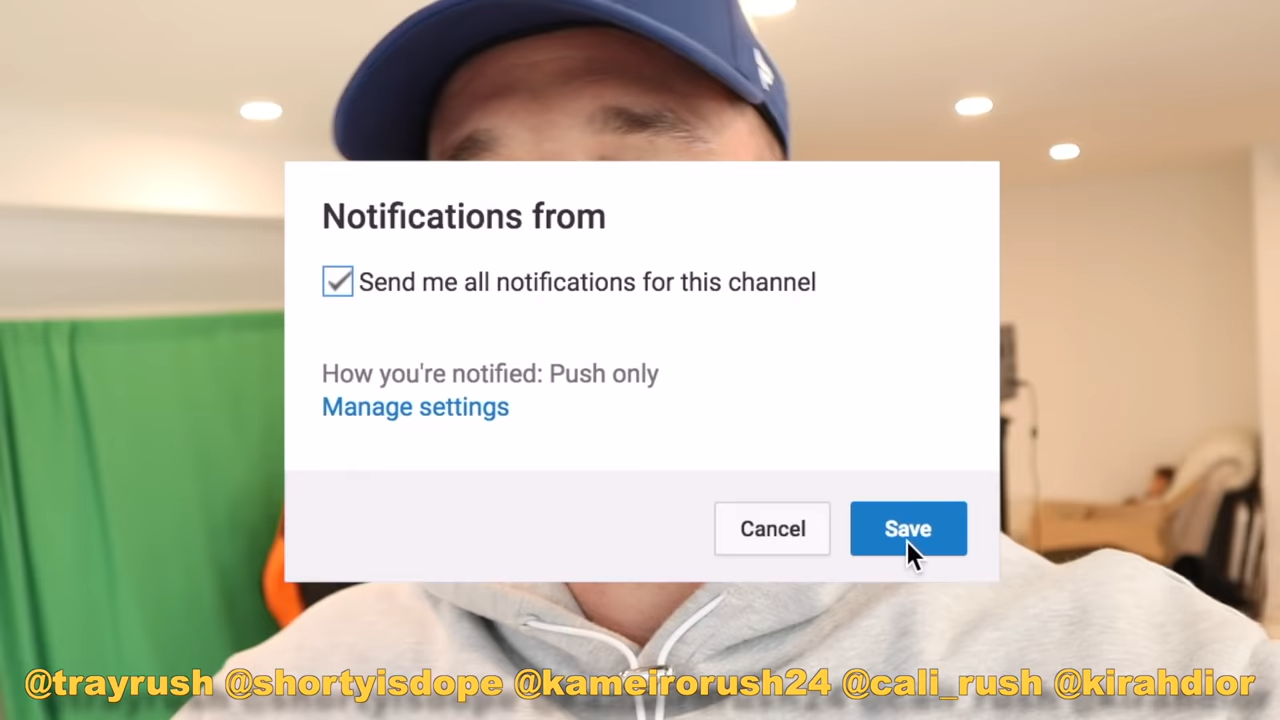 Notifications from
Send me all notifications for this channel
How you're notified: Push only
Manage settings
Cancel Save
@trayrush @shortyisdope @kameirorush24 @cali_rush @kirahdior